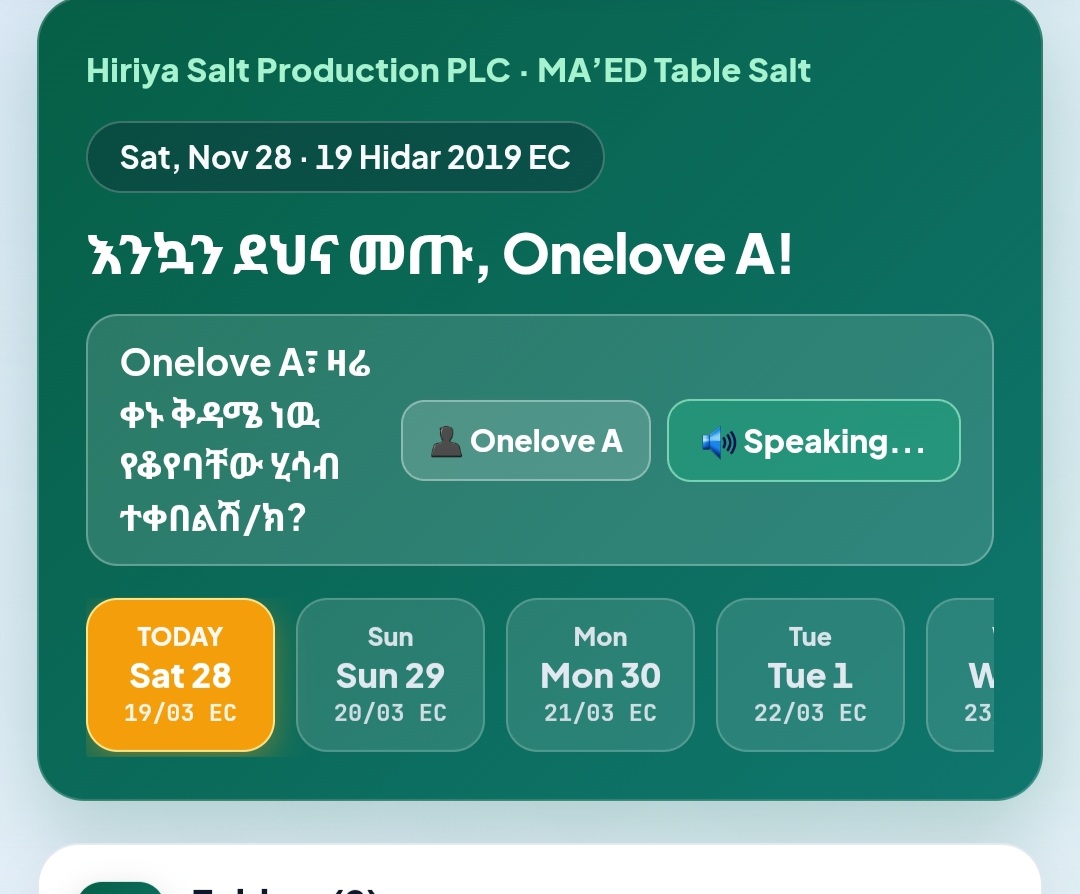 Hiriya Salt Production PLC · MA’ED Table Salt
Sat, Nov 28 · 19 Hidar 2019 EC
እንኳን ደህና መጡ, Onelove A!
Onelove A፣ ዛሬ
ቀኑ ቅዳሜ ነዉ
የቆየባቸው ሂሳብ
ተቀበልሽ/ክ?
Onelove A
Speaking...
TODAY
Sat 28
19/03 EC
Sun
Sun 29
20/03 EC
Mon
Mon 30
21/03 EC
Tue
Tue 1
22/03 EC
W
23